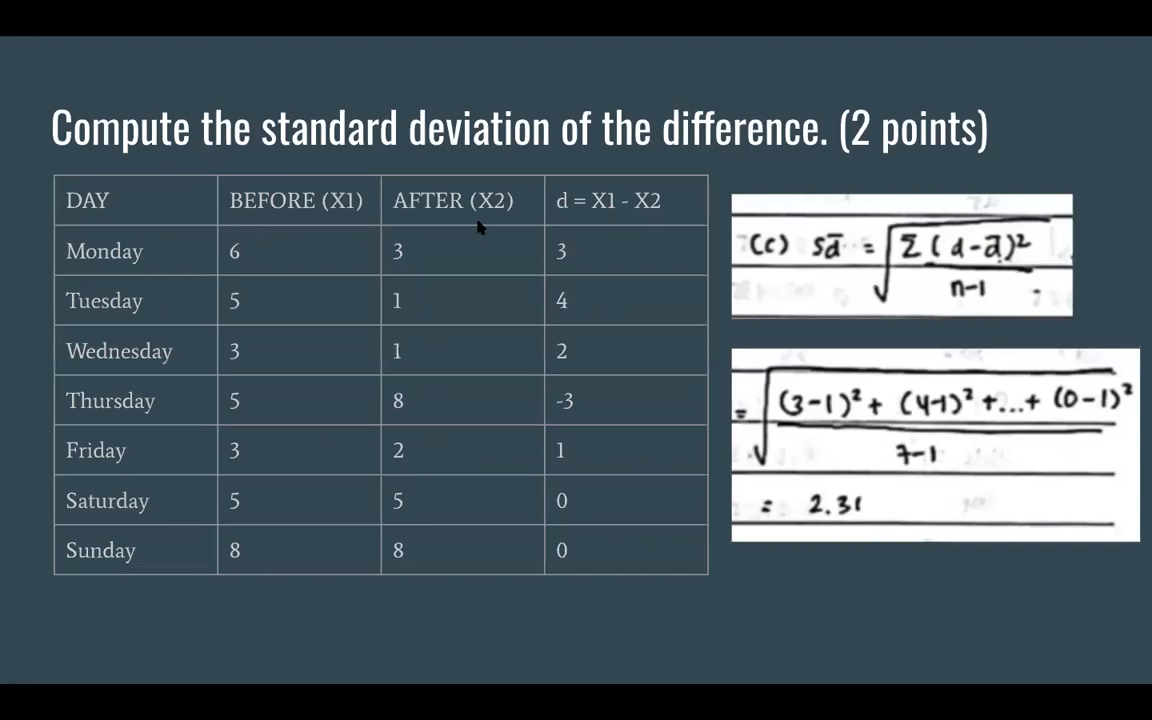 Compute the standard deviation of the difference. (2 points)
DAY BEFORE (X1) AFTER (X2) d = X1 - X2
Monday 6 3 3
Tuesday 5 1 4
Wednesday 3 1 2
Thursday 5 8 -3
Friday 3 2 1
Saturday 5 5 0
Sunday 8 8 0
(c) sd̄ = √(Σ(d-d̄)² / n-1)
= √((3-1)² + (4-1)² +...+ (0-1)² / 7-1)
= 2.31